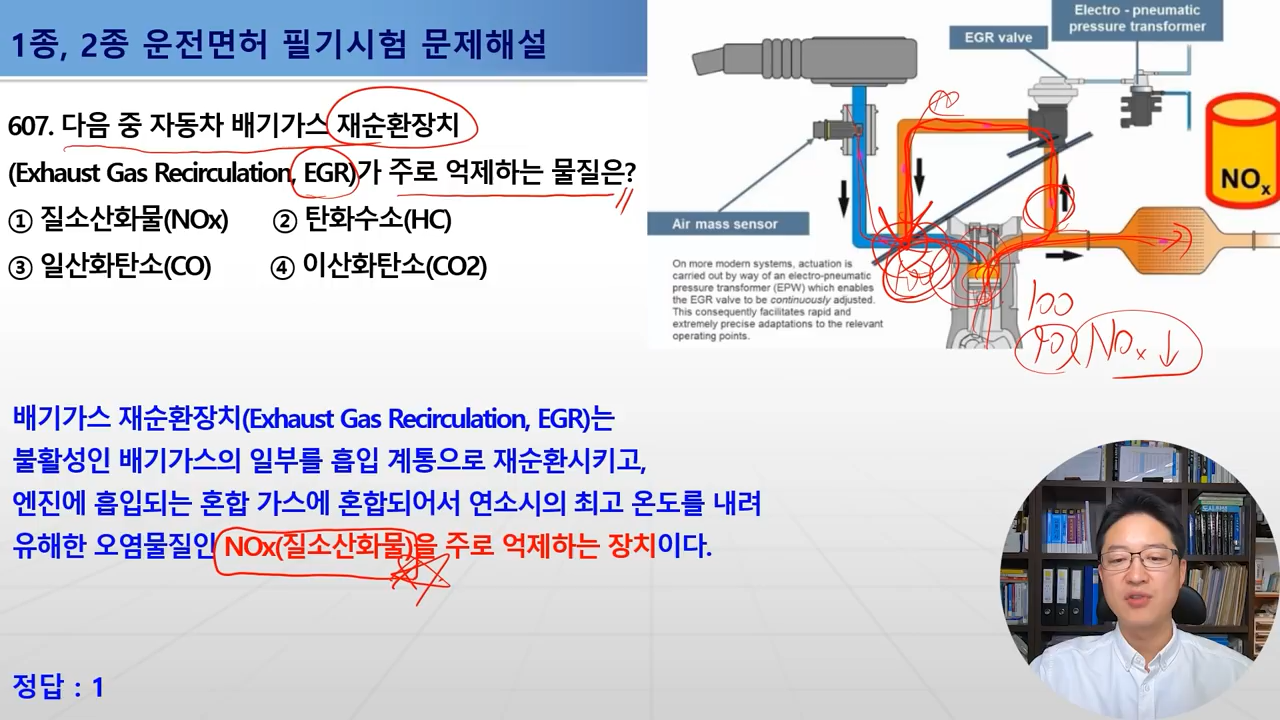 1종, 2종 운전면허 필기시험 문제해설
607. 다음 중 자동차 배기가스 재순환장치
(Exhaust Gas Recirculation, EGR)가 주로 억제하는 물질은?
① 질소산화물(NOx) ② 탄화수소(HC)
③ 일산화탄소(CO) ④ 이산화탄소(CO2)
Electro - pneumatic
pressure transformer
EGR valve
NOx
Air mass sensor
On more modern systems, actuation is
carried out by way of an electro-pneumatic
pressure transformer (EPW) which enables
the EGR valve to be continuously adjusted.
This consequently facilitates rapid and
extremely precise adaptations to the relevant
operating points.
100
NOx ↓
배기가스 재순환장치(Exhaust Gas Recirculation, EGR)는
불활성인 배기가스의 일부를 흡입 계통으로 재순환시키고,
엔진에 흡입되는 혼합 가스에 혼합되어서 연소시의 최고 온도를 내려
유해한 오염물질인 NOx(질소산화물)을 주로 억제하는 장치이다.
정답 : 1